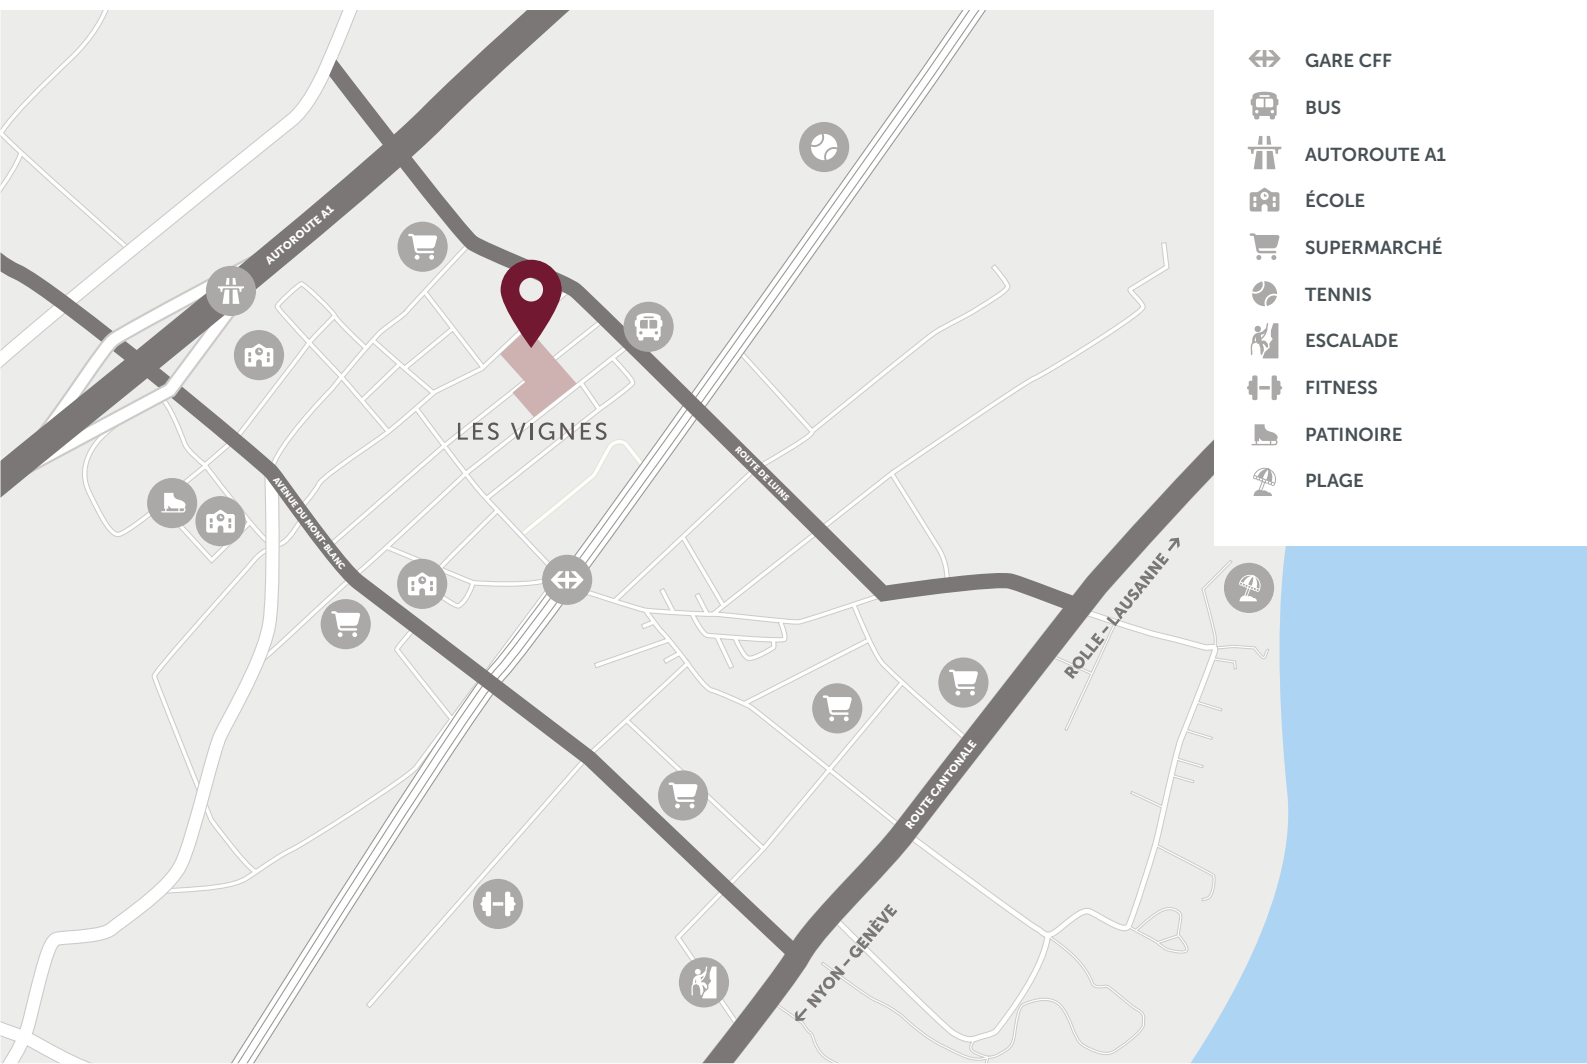 GARE CFF
BUS
AUTOROUTE A1
ÉCOLE
SUPERMARCHÉ
TENNIS
ESCALADE
FITNESS
PATINOIRE
PLAGE
AUTOROUTE A1
LES VIGNES
ROUTE DE LUINS
AVENUE DU MONT-BLANC
ROLLE – LAUSANNE →
ROUTE CANTONALE
← NYON – GENÈVE